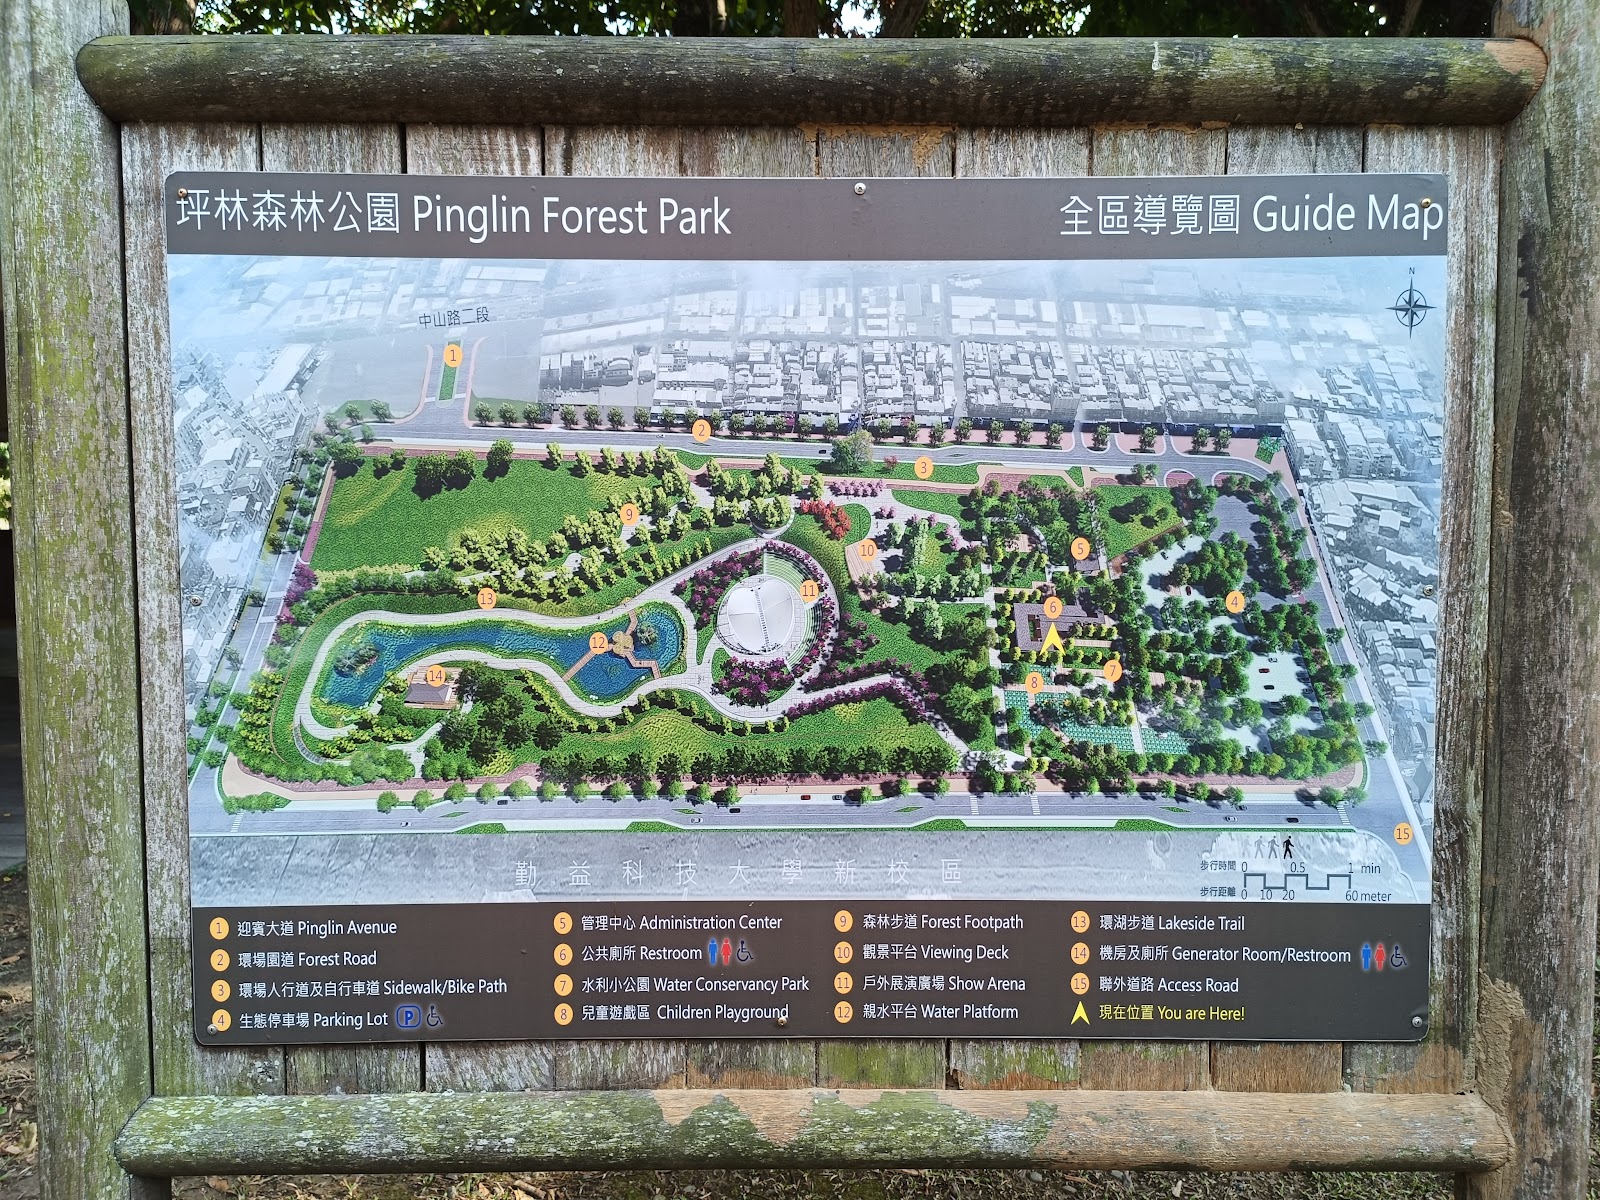 坪林森林公園 Pinglin Forest Park
全區導覽圖 Guide Map
N
中山路二段
1
2
3
9
10
5
11
4
13
6
12
7
14
8
15
勤益科技大學新校區
步行時間 0 0.5 1 min
步行距離 0 10 20 60 meter
1 迎賓大道 Pinglin Avenue
2 環場園道 Forest Road
3 環場人行道及自行車道 Sidewalk/Bike Path
4 生態停車場 Parking Lot P
5 管理中心 Administration Center
6 公共廁所 Restroom
7 水利小公園 Water Conservancy Park
8 兒童遊戲區 Children Playground
9 森林步道 Forest Footpath
10 觀景平台 Viewing Deck
11 戶外展演廣場 Show Arena
12 親水平台 Water Platform
13 環湖步道 Lakeside Trail
14 機房及廁所 Generator Room/Restroom
15 聯外道路 Access Road
現在位置 You are Here!